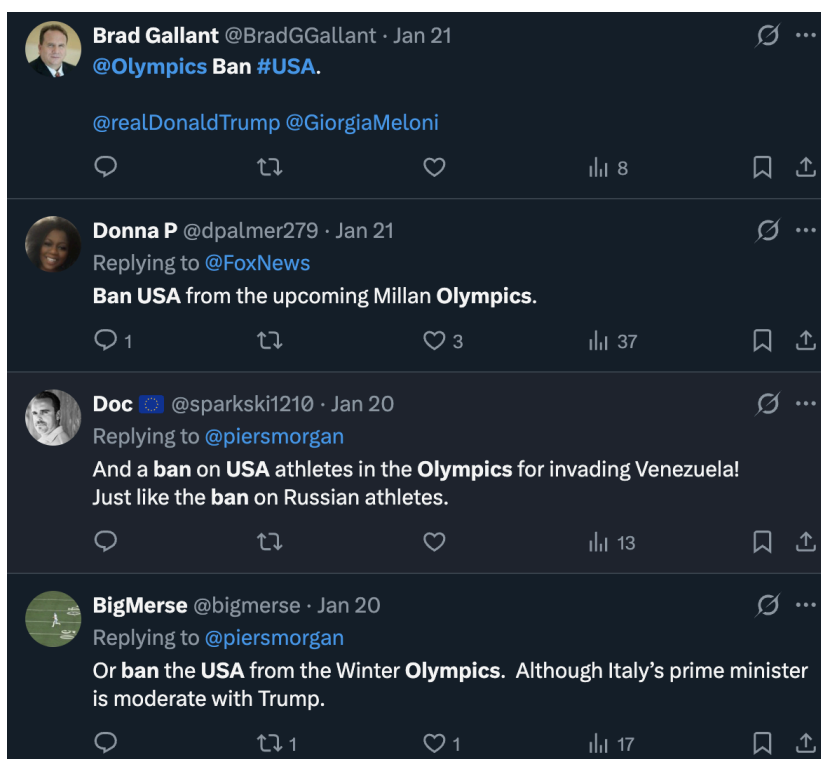 Brad Gallant @BradGGallant · Jan 21
@Olympics Ban #USA.
@realDonaldTrump @GiorgiaMeloni
8
Donna P @dpalmer279 · Jan 21
Replying to @FoxNews
Ban USA from the upcoming Millan Olympics.
1 3 37
Doc @sparkski1210 · Jan 20
Replying to @piersmorgan
And a ban on USA athletes in the Olympics for invading Venezuela!
Just like the ban on Russian athletes.
13
BigMerse @bigmerse · Jan 20
Replying to @piersmorgan
Or ban the USA from the Winter Olympics. Although Italy's prime minister
is moderate with Trump.
1 1 17